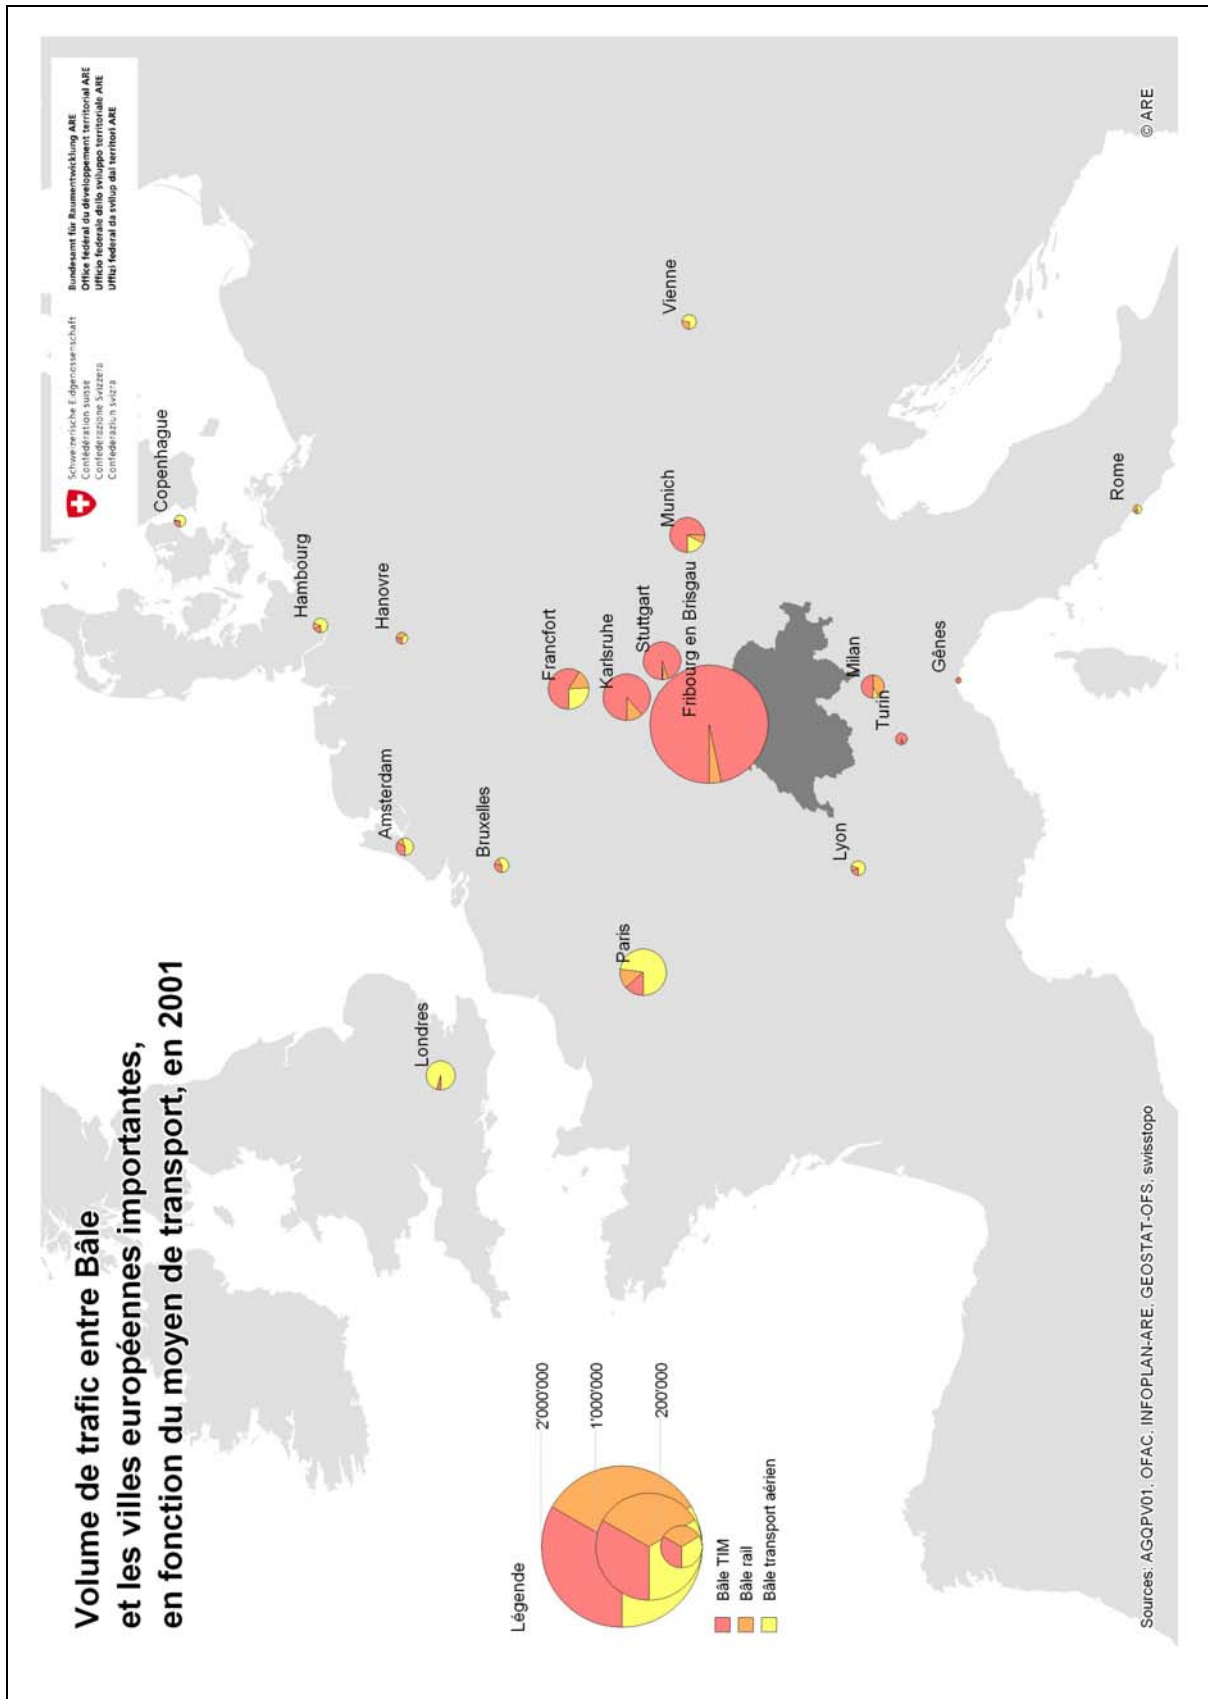 Volume de trafic entre Bâle
et les villes européennes importantes,
en fonction du moyen de transport, en 2001
Schweizerische Eidgenossenschaft
Confédération suisse
Confederazione Svizzera
Confederaziun svizra
Bundesamt für Raumentwicklung ARE
Office fédéral du développement territorial ARE
Ufficio federale dello sviluppo territoriale ARE
Uffizi federal da svilup dal territori ARE
Copenhague
Hambourg
Hanovre
Amsterdam
Bruxelles
Londres
Paris
Francfort
Karlsruhe
Stuttgart
Munich
Vienne
Fribourg en Brisgau
Milan
Turin
Lyon
Gênes
Rome
Légende
2'000'000
1'000'000
200'000
Bâle TIM
Bâle rail
Bâle transport aérien
Sources: AGQPV01, OFAC, INFOPLAN-ARE, GEOSTAT-OFS, swisstopo
© ARE